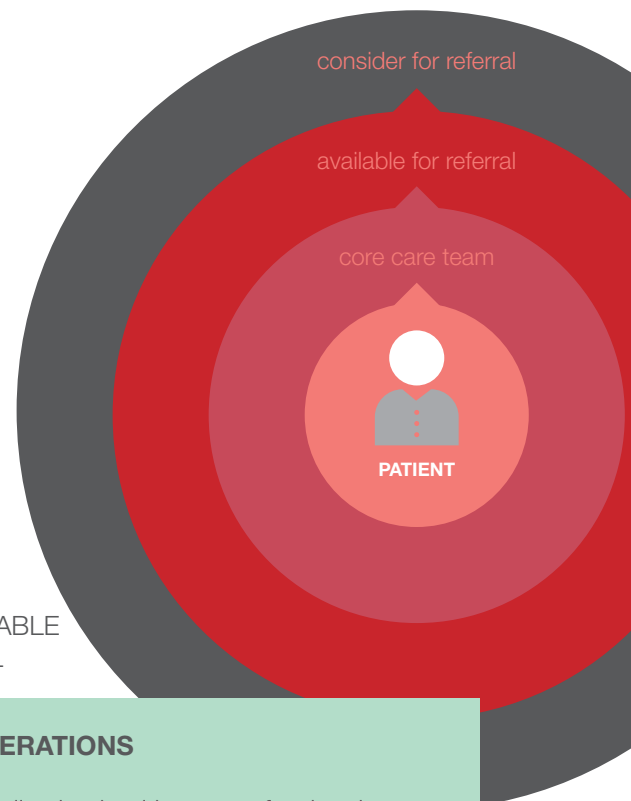 consider for referral
available for referral
core care team
PATIENT
ABLE
ERATIONS